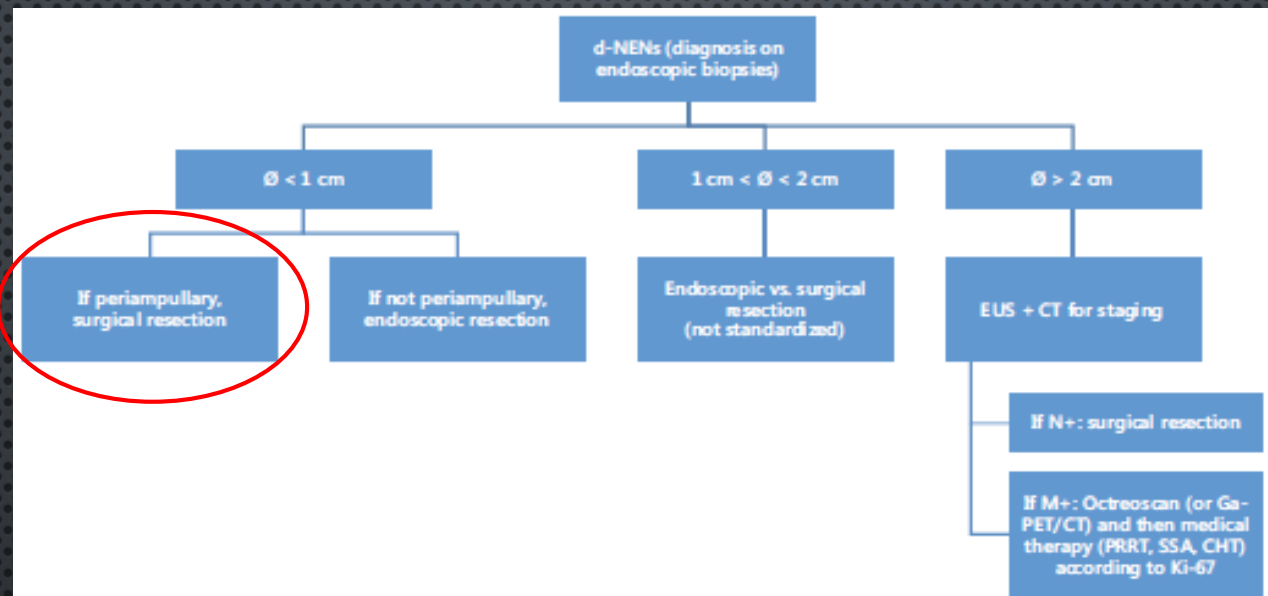 d-NENs (diagnosis on
endoscopic biopsies)
Ø < 1 cm
1 cm < Ø < 2 cm
Ø > 2 cm
If periampullary,
surgical resection
If not periampullary,
endoscopic resection
Endoscopic vs. surgical
resection
(not standardized)
EUS + CT for staging
If N+: surgical resection
If M+: Octreoscan (or Ga-
PET/CT) and then medical
therapy (PRRT, SSA, CHT)
according to Ki-67